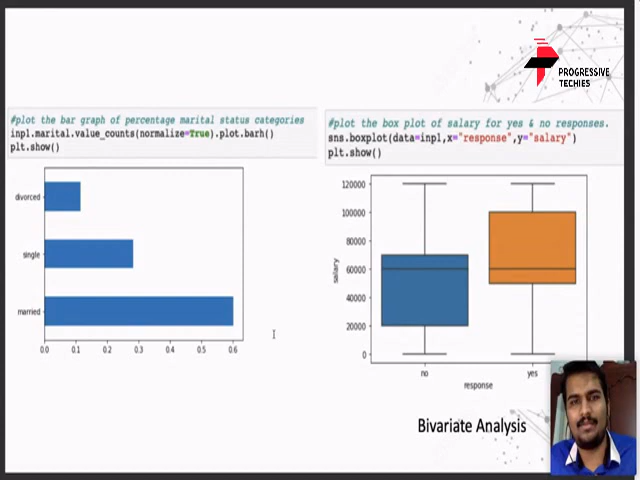 PROGRESSIVE
TECHIES
#plot the bar graph of percentage marital status categories
inp1.marital.value_counts(normalize=True).plot.barh()
plt.show()
divorced
single
married
0.0 0.1 0.2 0.3 0.4 0.5 0.6
#plot the box plot of salary for yes & no responses.
sns.boxplot(data=inp1,x="response",y="salary")
plt.show()
120000
100000
80000
60000
40000
20000
0
salary
no yes
response
Bivariate Analysis